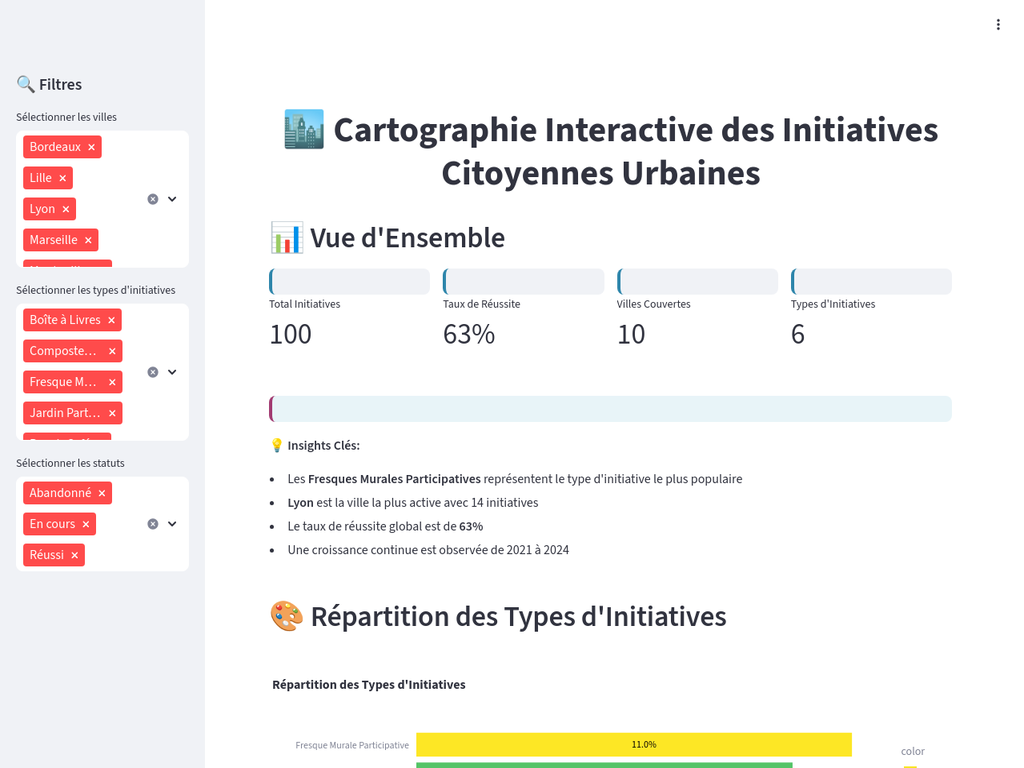 🔍 Filtres
Sélectionner les villes
Bordeaux
Lille
Lyon
Marseille
Sélectionner les types d'initiatives
Boîte à Livres
Composte…
Fresque M…
Jardin Part…
Sélectionner les statuts
Abandonné
En cours
Réussi
🏙️ Cartographie Interactive des Initiatives
Citoyennes Urbaines
📊 Vue d'Ensemble
Total Initiatives
Taux de Réussite
Villes Couvertes
Types d'Initiatives
100
63%
10
6
💡 Insights Clés:
• Les Fresques Murales Participatives représentent le type d'initiative le plus populaire
• Lyon est la ville la plus active avec 14 initiatives
• Le taux de réussite global est de 63%
• Une croissance continue est observée de 2021 à 2024
🎨 Répartition des Types d'Initiatives
Répartition des Types d'Initiatives
Fresque Murale Participative
11.0%
color